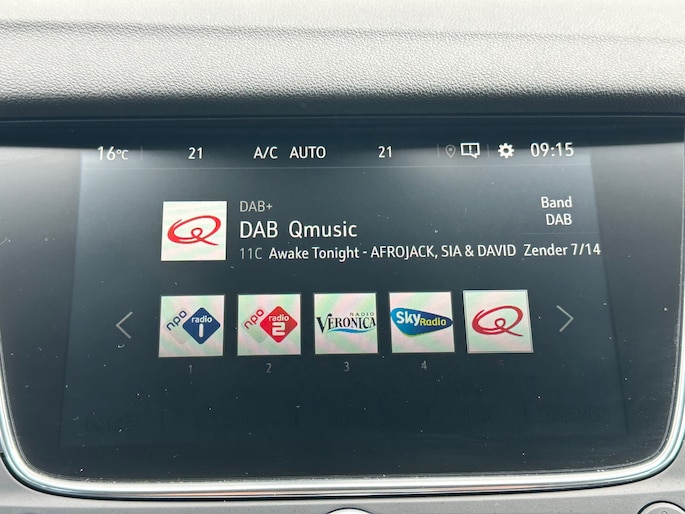 16°C 21 A/C AUTO 21 09:15
DAB+
Band
DAB Qmusic
DAB
11C Awake Tonight - AFROJACK, SIA & DAVID Zender 7/14
npo radio 1
npo radio 2
RADIO VERONICA
Sky Radio
Q
1 2 3 4